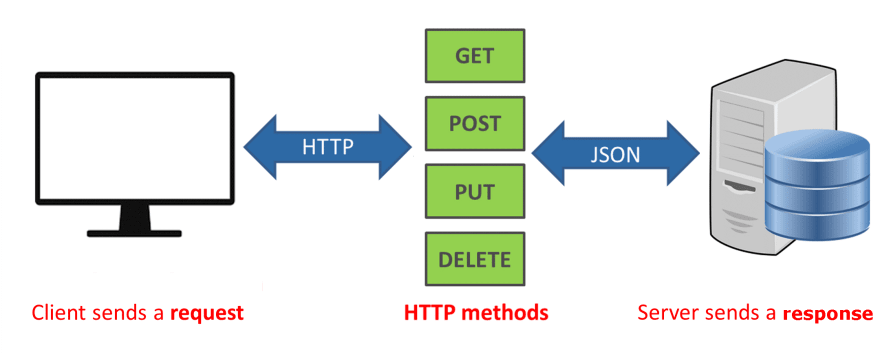 GET
POST
HTTP
JSON
PUT
DELETE
Client sends a request
HTTP methods
Server sends a response